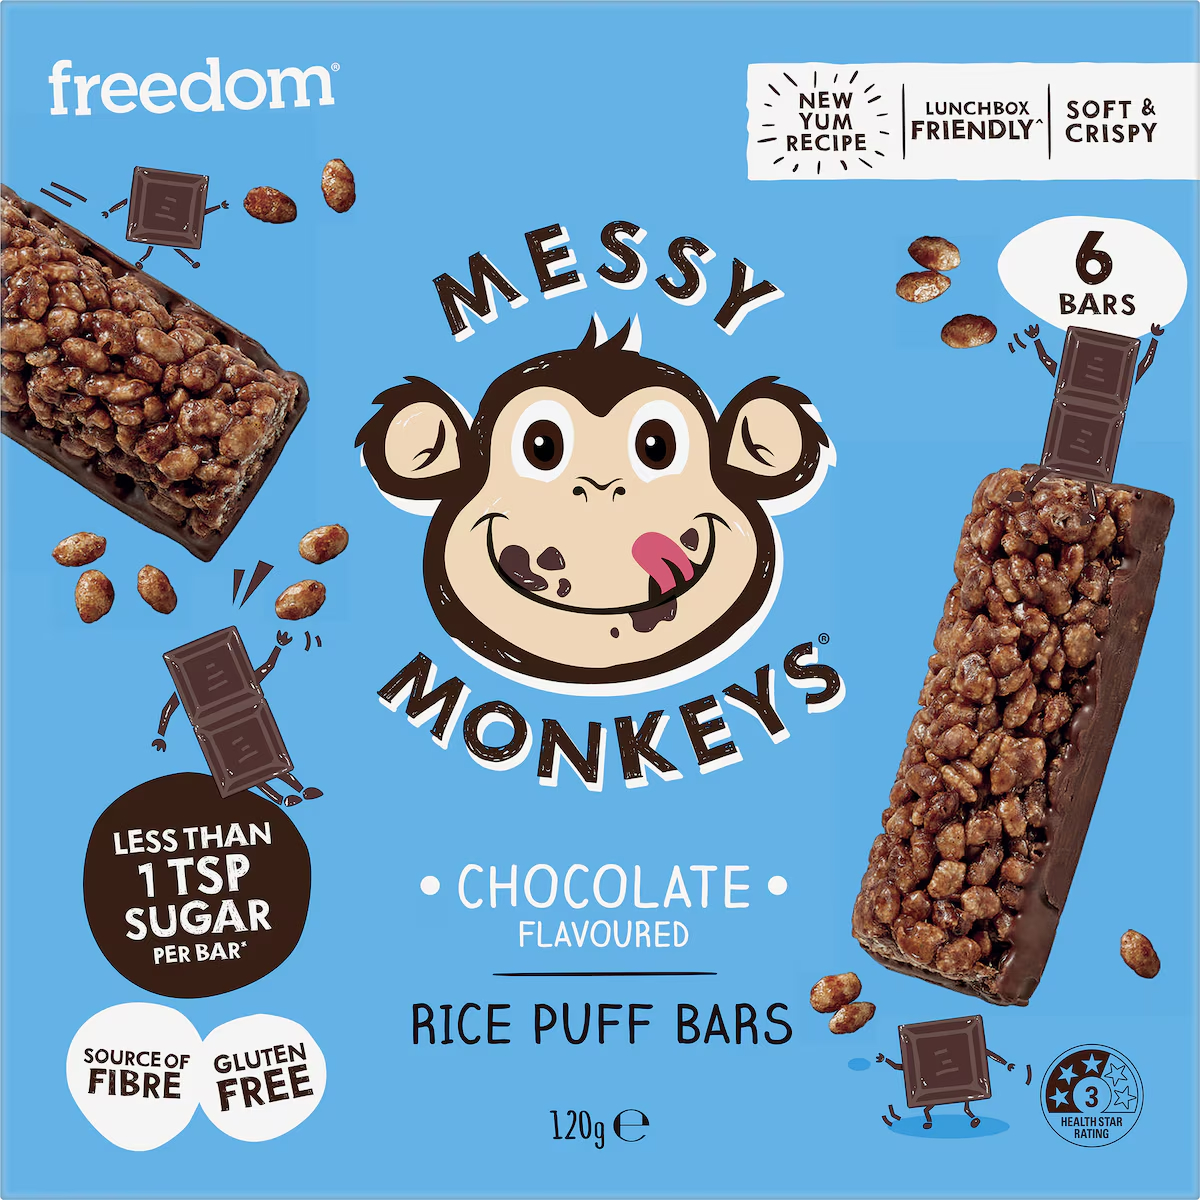 freedom®
NEW
YUM
RECIPE
LUNCHBOX
FRIENDLY^
SOFT &
CRISPY
6
BARS
MESSY
MONKEYS®
LESS THAN
1 TSP
SUGAR
PER BAR*
CHOCOLATE
FLAVOURED
RICE PUFF BARS
SOURCE OF
FIBRE
GLUTEN
FREE
120g ℮
3
HEALTH STAR
RATING